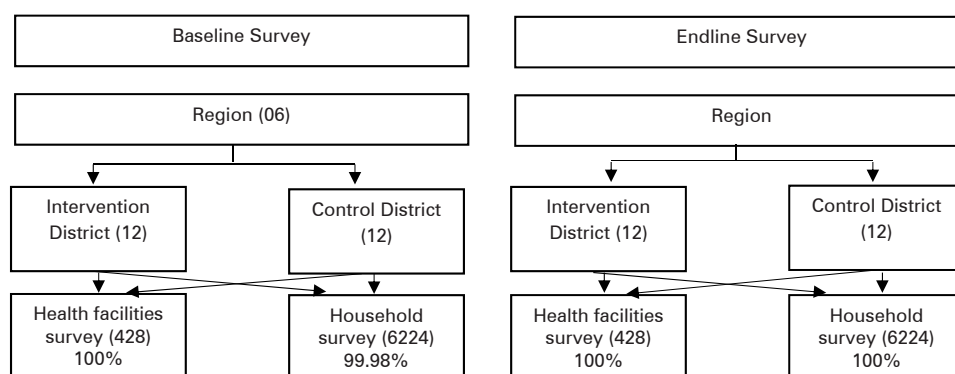 Baseline Survey
Region (06)
Intervention
District (12)
Control District
(12)
Health facilities
survey (428)
100%
Household
survey (6224)
99.98%
Endline Survey
Region
Intervention
District (12)
Control District
(12)
Health facilities
survey (428)
100%
Household
survey (6224)
100%